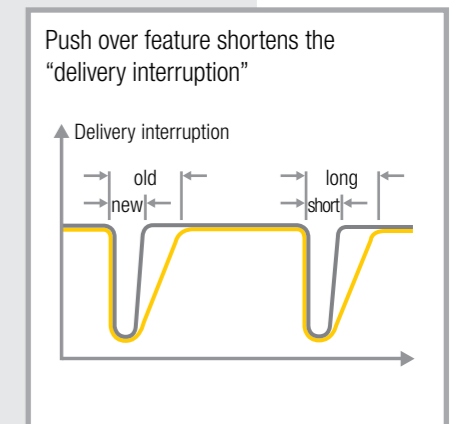 Push over feature shortens the
“delivery interruption”
Delivery interruption
old
long
new
short